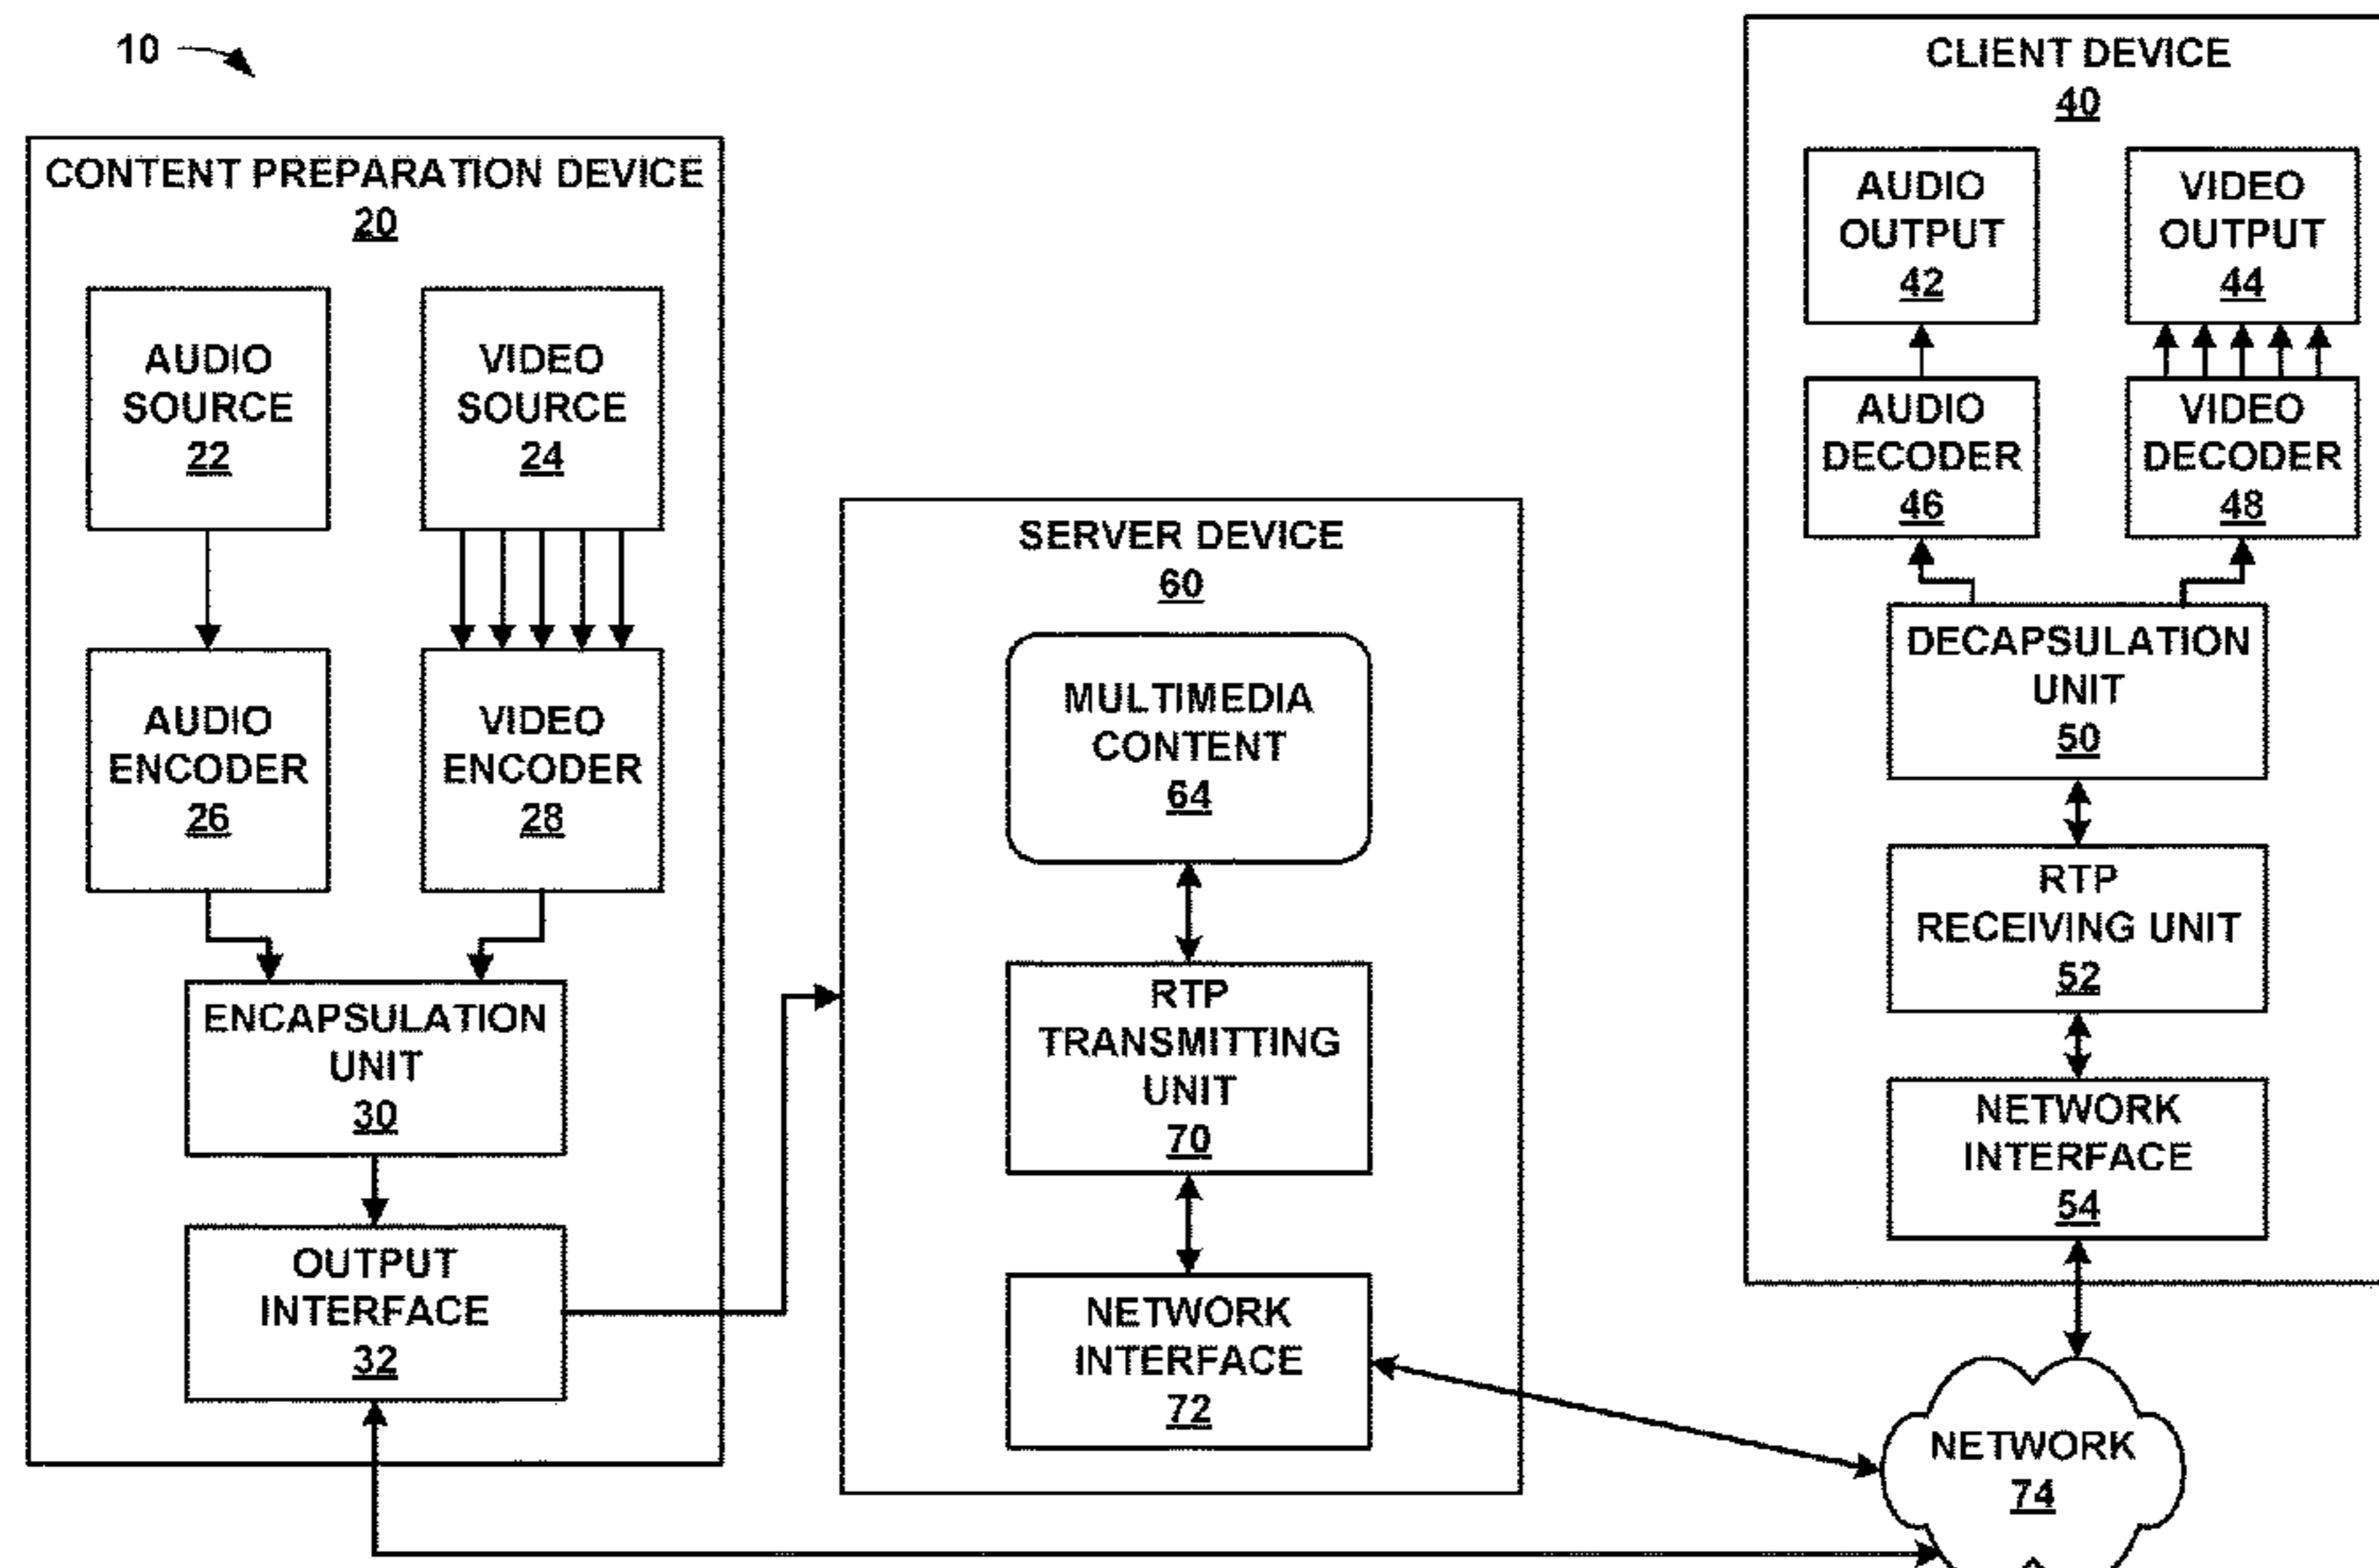 10
CONTENT PREPARATION DEVICE
20
AUDIO
SOURCE
22
VIDEO
SOURCE
24
AUDIO
ENCODER
26
VIDEO
ENCODER
28
ENCAPSULATION
UNIT
30
OUTPUT
INTERFACE
32
SERVER DEVICE
60
MULTIMEDIA
CONTENT
64
RTP
TRANSMITTING
UNIT
70
NETWORK
INTERFACE
72
CLIENT DEVICE
40
AUDIO
OUTPUT
42
VIDEO
OUTPUT
44
AUDIO
DECODER
46
VIDEO
DECODER
48
DECAPSULATION
UNIT
50
RTP
RECEIVING UNIT
52
NETWORK
INTERFACE
54
NETWORK
74